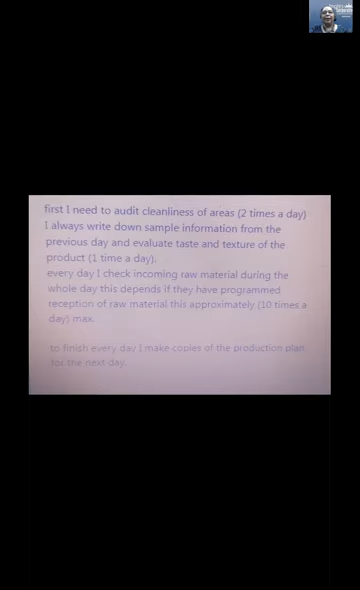 first I need to audit cleanliness of areas (2 times a day)
I always write down sample information from the
previous day and evaluate taste and texture of the
product (1 time a day).
every day I check incoming raw material during the
whole day this depends if they have programmed
reception of raw material this approximately (10 times a
day) max.
to finish every day I make copies of the production plan
for the next day.